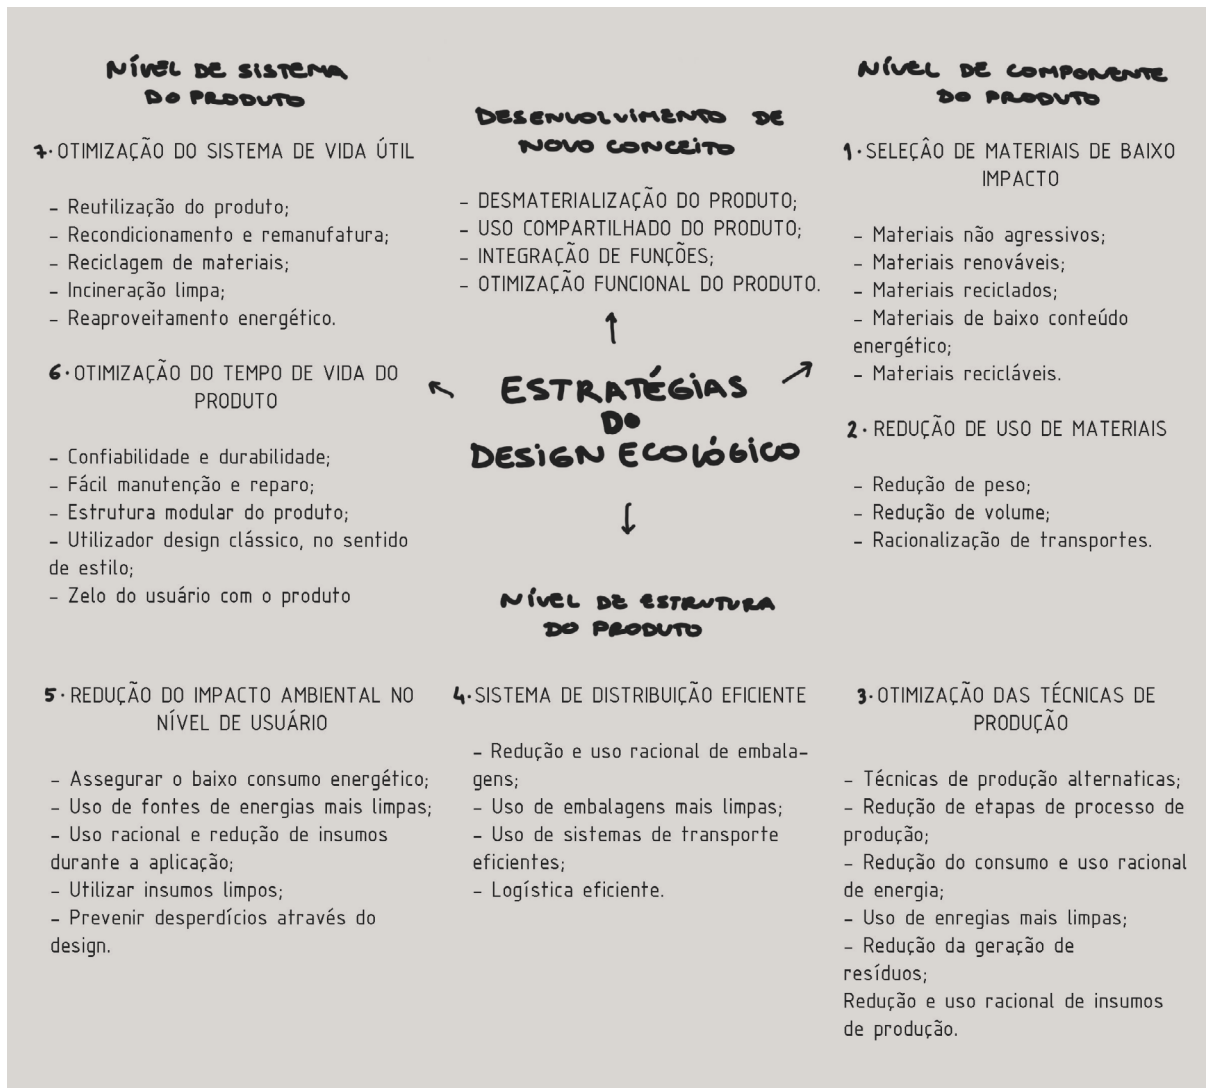 NÍVEL DE SISTEMA
DO PRODUTO
7· OTIMIZAÇÃO DO SISTEMA DE VIDA ÚTIL
– Reutilização do produto;
– Recondicionamento e remanufatura;
– Reciclagem de materiais;
– Incineração limpa;
– Reaproveitamento energético.
6· OTIMIZAÇÃO DO TEMPO DE VIDA DO
PRODUTO
– Confiabilidade e durabilidade;
– Fácil manutenção e reparo;
– Estrutura modular do produto;
– Utilizador design clássico, no sentido
de estilo;
– Zelo do usuário com o produto
DESENVOLVIMENTO DE
NOVO CONCEITO
– DESMATERIALIZAÇÃO DO PRODUTO;
– USO COMPARTILHADO DO PRODUTO;
– INTEGRAÇÃO DE FUNÇÕES;
– OTIMIZAÇÃO FUNCIONAL DO PRODUTO.
ESTRATÉGIAS
DO
DESIGN ECOLÓGICO
NÍVEL DE COMPONENTE
DO PRODUTO
1· SELEÇÂO DE MATERIAIS DE BAIXO
IMPACTO
– Materiais não agressivos;
– Materiais renováveis;
– Materiais reciclados;
– Materiais de baixo conteúdo
energético;
– Materiais recicláveis.
2· REDUÇÃO DE USO DE MATERIAIS
– Redução de peso;
– Redução de volume;
– Racionalização de transportes.
NÍVEL DE ESTRUTURA
DO PRODUTO
5· REDUÇÃO DO IMPACTO AMBIENTAL NO
NÍVEL DE USUÁRIO
– Assegurar o baixo consumo energético;
– Uso de fontes de energias mais limpas;
– Uso racional e redução de insumos
durante a aplicação;
– Utilizar insumos limpos;
– Prevenir desperdícios através do
design.
4· SISTEMA DE DISTRIBUIÇÃO EFICIENTE
– Redução e uso racional de embala–
gens;
– Uso de embalagens mais limpas;
– Uso de sistemas de transporte
eficientes;
– Logística eficiente.
3· OTIMIZAÇÃO DAS TÉCNICAS DE
PRODUÇÃO
– Técnicas de produção alternaticas;
– Redução de etapas de processo de
produção;
– Redução do consumo e uso racional
de energia;
– Uso de enregias mais limpas;
– Redução da geração de
resíduos;
Redução e uso racional de insumos
de produção.